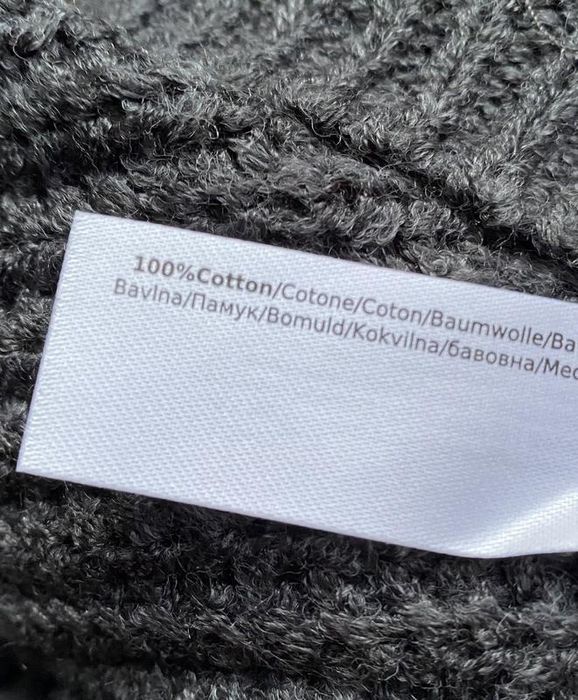 100%Cotton/Cotone/Coton/Baumwolle/Ba
Bavlna/Памук/Bomuld/Kokvilna/бавовна/Med